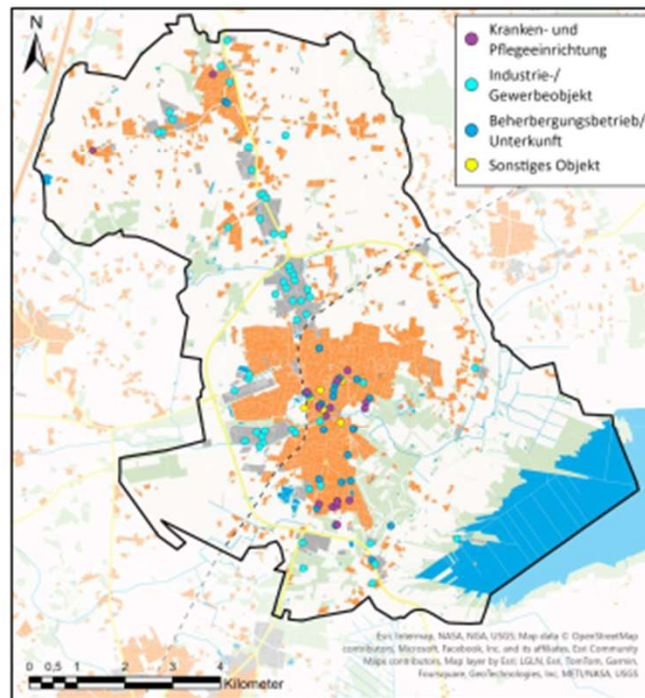 N
Kranken- und
Pflegeeinrichtung
Industrie-/
Gewerbeobjekt
Beherbergungsbetrieb/
Unterkunft
Sonstiges Objekt
0 0,5 1 2 3 4
Kilometer
Esri, Intermap, NASA, NGA, USGS; Map data © OpenStreetMap
contributors, Microsoft, Facebook, Inc. and its affiliates, Esri Community
Maps contributors, Map layer by Esri; LGLN, Esri, TomTom, Garmin,
Foursquare, GeoTechnologies, Inc, METI/NASA, USGS